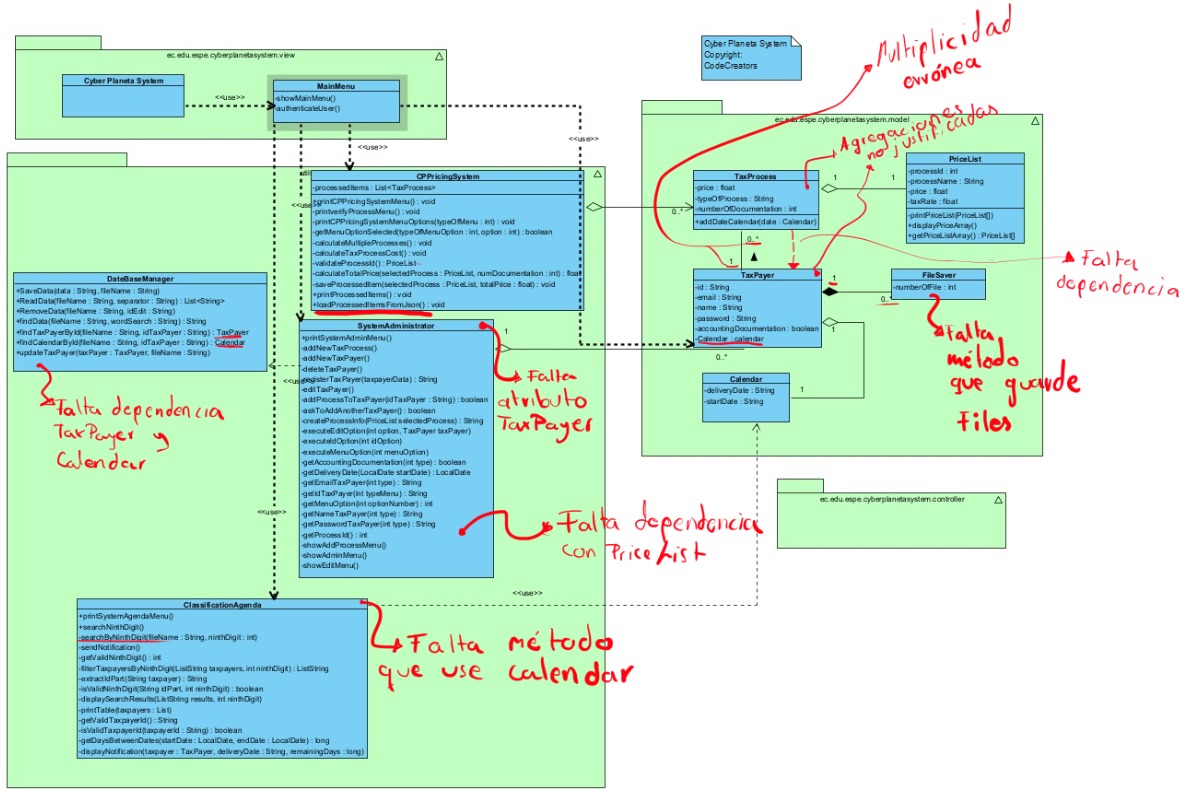 ec.edu.espe.cyberplanetasystem.view
Cyber Planeta System
<<use>>
MainMenu
-showMainMenu()
-authenticateUser()
<<use>>
<<use>>
<<use>>
Cyber Planeta System
Copyright:
CodeCreators
Multiplicidad
errónea
CPPricingSystem
-processedItems : List<TaxProcess>
+printCPPricingSystemMenu() : void
-printverifyProcessMenu() : void
-printCPPricingSystemMenuOptions(typeOfMenu : int) : void
-getMenuOptionSelected(typeOfMenuOption : int, option : int) : boolean
-calculateMultipleProcesses() : void
-calculateTaxProcessCost() : void
-validateProcessId() : PriceList
-calculateTotalPrice(selectedProcess : PriceList, numDocumentation : int) : float
-saveProcessedItem(selectedProcess : PriceList, totalPrice : float) : void
-printProcessedItems() : void
+loadProcessedItemsFromJson() : void
DateBaseManager
+SaveData(data : String, fileName : String)
+ReadData(fileName : String, separator : String) : List<String>
+RemoveData(fileName : String, idEdit : String)
+findData(fileName : String, wordSearch : String) : String
+findTaxPayerById(fileName : String, idTaxPayer : String) : TaxPayer
+findCalendarById(fileName : String, idTaxPayer : String) : Calendar
+updateTaxPayer(taxPayer : TaxPayer, fileName : String)
Falta dependencia
TaxPayer y
Calendar
<<use>>
SystemAdministrator
+printSystemAdminMenu()
-addNewTaxProcess()
-addNewTaxPayer()
-deleteTaxPayer()
-registerTaxPayer(taxpayerData) : String
-editTaxPayer()
-addProcessToTaxPayer(idTaxPayer : String) : boolean
-askToAddAnotherTaxPayer() : boolean
-createProcessInfo(PriceList selectedProcess) : String
-executeEditOption(int option, TaxPayer taxPayer)
-executeIdOption(int idOption)
-executeMenuOption(int menuOption)
-getAccountingDocumentation(int type) : boolean
-getDeliveryDate(LocalDate startDate) : LocalDate
-getEmailTaxPayer(int type) : String
-getIdTaxPayer(int typeMenu) : String
-getMenuOption(int optionNumber) : int
-getNameTaxPayer(int type) : String
-getPasswordTaxPayer(int type) : String
-getProcessId() : int
-showAddProcessMenu()
-showAdminMenu()
-showEditMenu()
1
0..*
Falta
atributo
TaxPayer
Falta dependencia
con PriceList
<<use>>
ClassificationAgenda
+printSystemAgendaMenu()
+searchNinthDigit()
-searchByNinthDigit(fileName : String, ninthDigit : int)
-sendNotification()
-getValidNinthDigit() : int
-filterTaxpayersByNinthDigit(ListString taxpayers, int ninthDigit) : ListString
-extractIdPart(String taxpayer) : String
-isValidNinthDigit(String idPart, int ninthDigit) : boolean
-displaySearchResults(ListString results, int ninthDigit)
-printTable(taxpayers : List)
-getValidTaxpayerId() : String
-isValidTaxpayerId(taxpayerId : String) : boolean
-getDaysBetweenDates(startDate : LocalDate, endDate : LocalDate) : long
-displayNotification(taxpayer : TaxPayer, deliveryDate : String, remainingDays : long)
<<use>>
Falta método
que use calendar
ec.edu.espe.cyberplanetasystem.model
Agregaciones
no justificadas
TaxProcess
-price : float
-typeOfProcess : String
-numberOfDocumentation : int
+addDateCalendar(date : Calendar)
0..*
1
1
PriceList
-processId : int
-processName : String
-price : float
-taxRate : float
-printPriceList(PriceList[])
+displayPriceArray()
+getPriceListArray() : PriceList[]
0..*
1
Falta
dependencia
TaxPayer
-id : String
-email : String
-name : String
-password : String
-accountingDocumentation : boolean
-Calendar : calendar
1
0..*
FileSaver
-numberOfFile : int
Falta
método
que guarde
Files
1
1
Calendar
-deliveryDate : String
-startDate : String
ec.edu.espe.cyberplanetasystem.controller